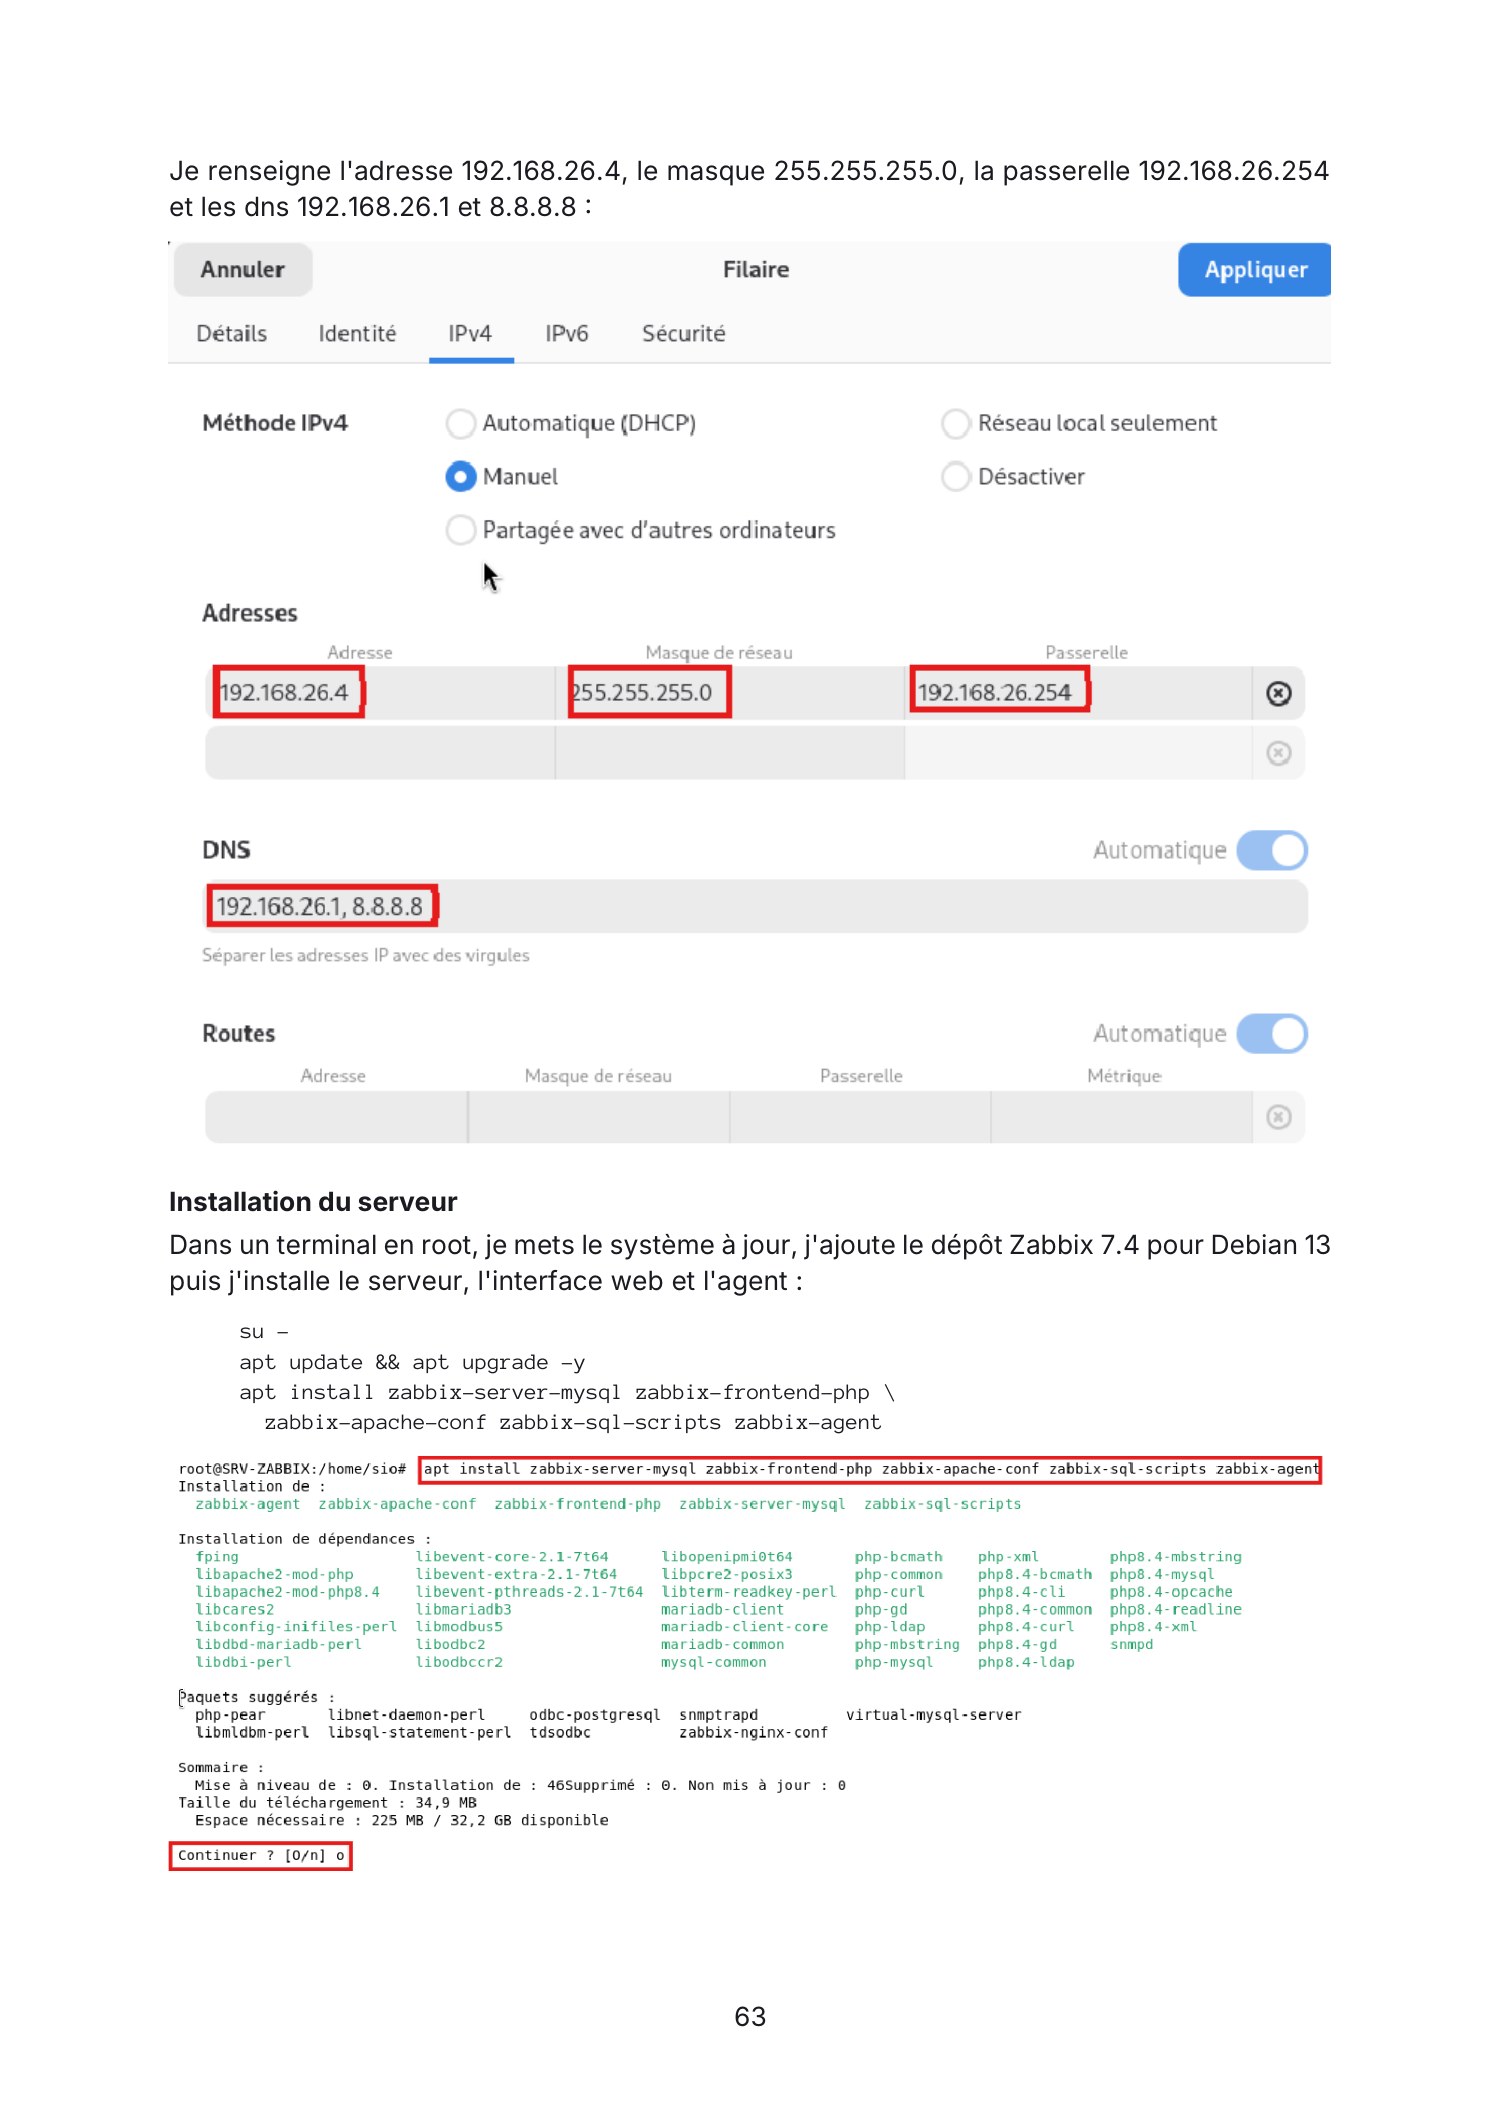 Je renseigne l'adresse 192.168.26.4, le masque 255.255.255.0, la passerelle 192.168.26.254
et les dns 192.168.26.1 et 8.8.8.8 :
Annuler Filaire Appliquer
Détails Identité IPv4 IPv6 Sécurité
Méthode IPv4 Automatique (DHCP) Réseau local seulement
Manuel Désactiver
Partagée avec d'autres ordinateurs
Adresses
Adresse Masque de réseau Passerelle
192.168.26.4 255.255.255.0 192.168.26.254
DNS Automatique
192.168.26.1, 8.8.8.8
Séparer les adresses IP avec des virgules
Routes Automatique
Adresse Masque de réseau Passerelle Métrique
Installation du serveur
Dans un terminal en root, je mets le système à jour, j'ajoute le dépôt Zabbix 7.4 pour Debian 13
puis j'installe le serveur, l'interface web et l'agent :
su -
apt update && apt upgrade -y
apt install zabbix-server-mysql zabbix-frontend-php \
zabbix-apache-conf zabbix-sql-scripts zabbix-agent
root@SRV-ZABBIX:/home/sio# apt install zabbix-server-mysql zabbix-frontend-php zabbix-apache-conf zabbix-sql-scripts zabbix-agent
Installation de :
zabbix-agent zabbix-apache-conf zabbix-frontend-php zabbix-server-mysql zabbix-sql-scripts
Installation de dépendances :
fping libevent-core-2.1-7t64 libopenipmi0t64 php-bcmath php-xml php8.4-mbstring
libapache2-mod-php libevent-extra-2.1-7t64 libpcre2-posix3 php-common php8.4-bcmath php8.4-mysql
libapache2-mod-php8.4 libevent-pthreads-2.1-7t64 libterm-readkey-perl php-curl php8.4-cli php8.4-opcache
libcares2 libmariadb3 mariadb-client php-gd php8.4-common php8.4-readline
libconfig-inifiles-perl libmodbus5 mariadb-client-core php-ldap php8.4-curl php8.4-xml
libdbd-mariadb-perl libodbc2 mariadb-common php-mbstring php8.4-gd snmpd
libdbi-perl libodbccr2 mysql-common php-mysql php8.4-ldap
Paquets suggérés :
php-pear libnet-daemon-perl odbc-postgresql snmptrapd virtual-mysql-server
libmldbm-perl libsql-statement-perl tdsodbc zabbix-nginx-conf
Sommaire :
Mise à niveau de : 0. Installation de : 46Supprimé : 0. Non mis à jour : 0
Taille du téléchargement : 34,9 MB
Espace nécessaire : 225 MB / 32,2 GB disponible
Continuer ? [O/n] o
63